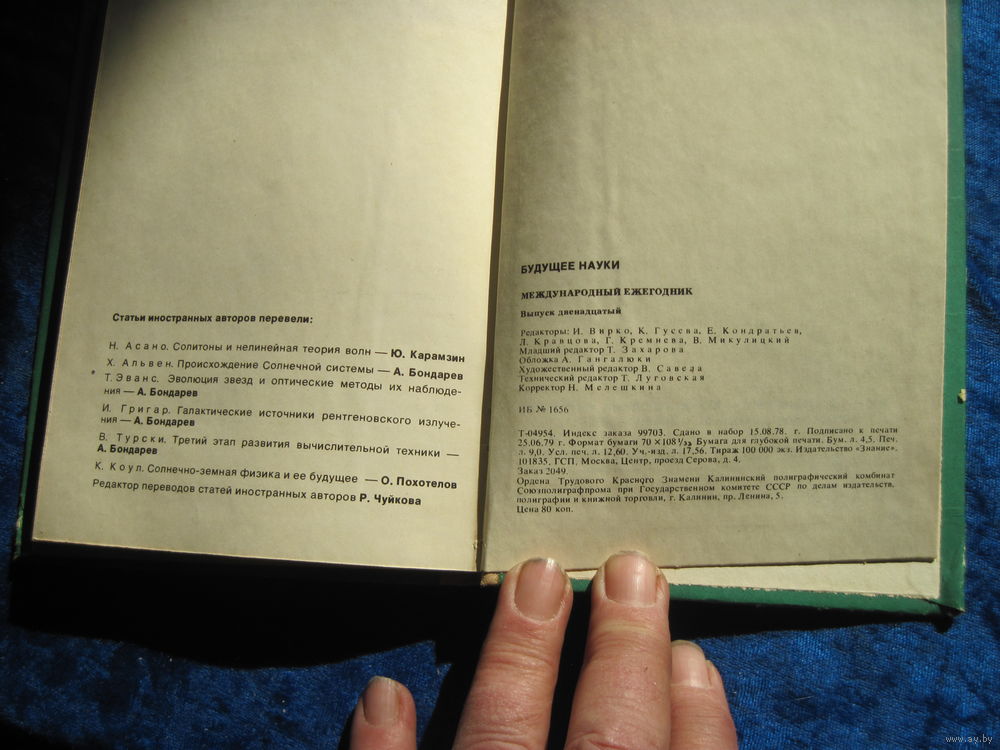 Статьи иностранных авторов перевели:
Н. Асано. Солитоны и нелинейная теория волн — Ю. Карамзин
Х. Альвен. Происхождение Солнечной системы — А. Бондарев
Т. Эванс. Эволюция звезд и оптические методы их наблюде-
ния — А. Бондарев
И. Григар. Галактические источники рентгеновского излуче-
ния — А. Бондарев
В. Турски. Третий этап развития вычислительной техники —
А. Бондарев
К. Коул. Солнечно-земная физика и ее будущее — О. Похотелов
Редактор переводов статей иностранных авторов Р. Чуйкова
БУДУЩЕЕ НАУКИ
МЕЖДУНАРОДНЫЙ ЕЖЕГОДНИК
Выпуск двенадцатый
Редакторы: И. Вирко, К. Гусева, Е. Кондратьев,
Л. Кравцова, Г. Кремнева, В. Микулицкий
Младший редактор Т. Захарова
Обложка А. Гангалюки
Художественный редактор В. Савела
Технический редактор Т. Луговская
Корректор Н. Мелешкина
ИБ № 1656
Т-04954. Индекс заказа 99703. Сдано в набор 15.08.78. г. Подписано к печати
25.06.79 г. Формат бумаги 70×108 1/32. Бумага для глубокой печати. Бум. л. 4,5. Печ.
л. 9,0. Усл. печ. л. 12,60. Уч.-изд. л. 17,56. Тираж 100 000 экз. Издательство «Знание».
101835, ГСП, Москва, Центр, проезд Серова, д. 4.
Заказ 2049.
Ордена Трудового Красного Знамени Калининский полиграфический комбинат
Союзполиграфпрома при Государственном комитете СССР по делам издательств,
полиграфии и книжной торговли, г. Калинин, пр. Ленина, 5.
Цена 80 коп.
www.ay.by